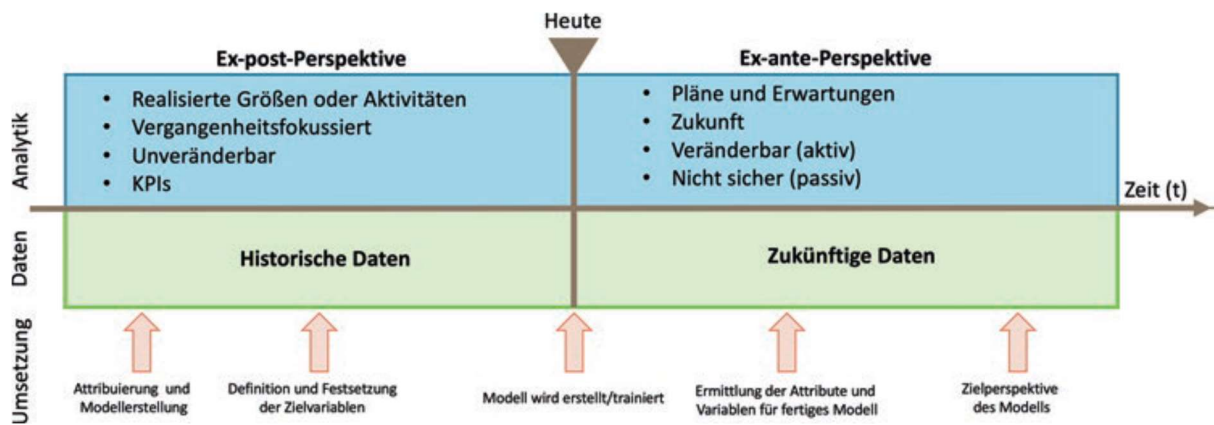 Heute
Ex-post-Perspektive
Ex-ante-Perspektive
Analytik
• Realisierte Größen oder Aktivitäten
• Vergangenheitsfokussiert
• Unveränderbar
• KPIs
• Pläne und Erwartungen
• Zukunft
• Veränderbar (aktiv)
• Nicht sicher (passiv)
Zeit (t)
Daten
Historische Daten
Zukünftige Daten
Umsetzung
Attribuierung und
Modellerstellung
Definition und Festsetzung
der Zielvariablen
Modell wird erstellt/trainiert
Ermittlung der Attribute und
Variablen für fertiges Modell
Zielperspektive
des Modells